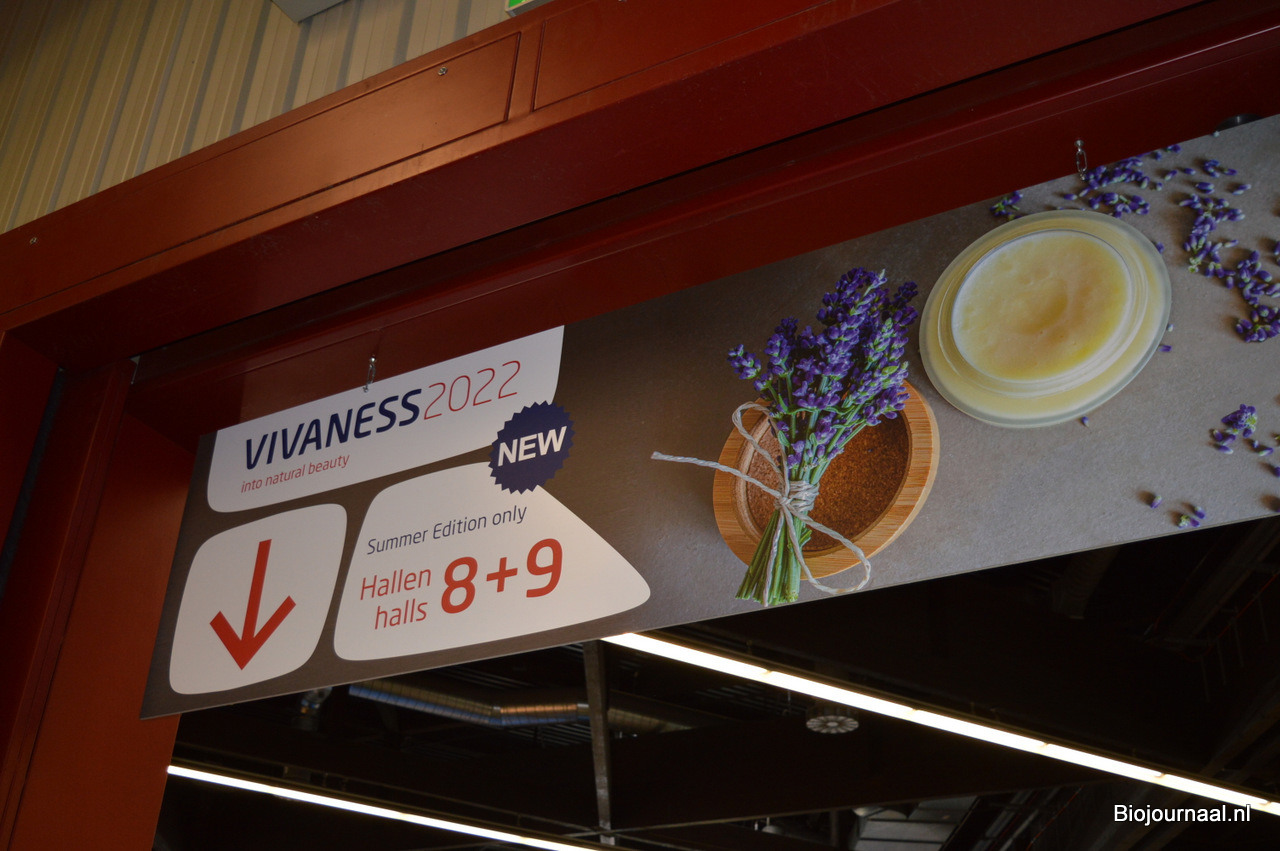 VIVANESS2022
into natural beauty
NEW
Summer Edition only
Hallen
halls
8+9
Biojournaal.nl